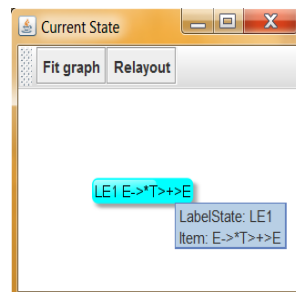 Current State
Fit graph Relayout
LE1 E->*T>+>E
LabelState: LE1
Item: E->*T>+>E